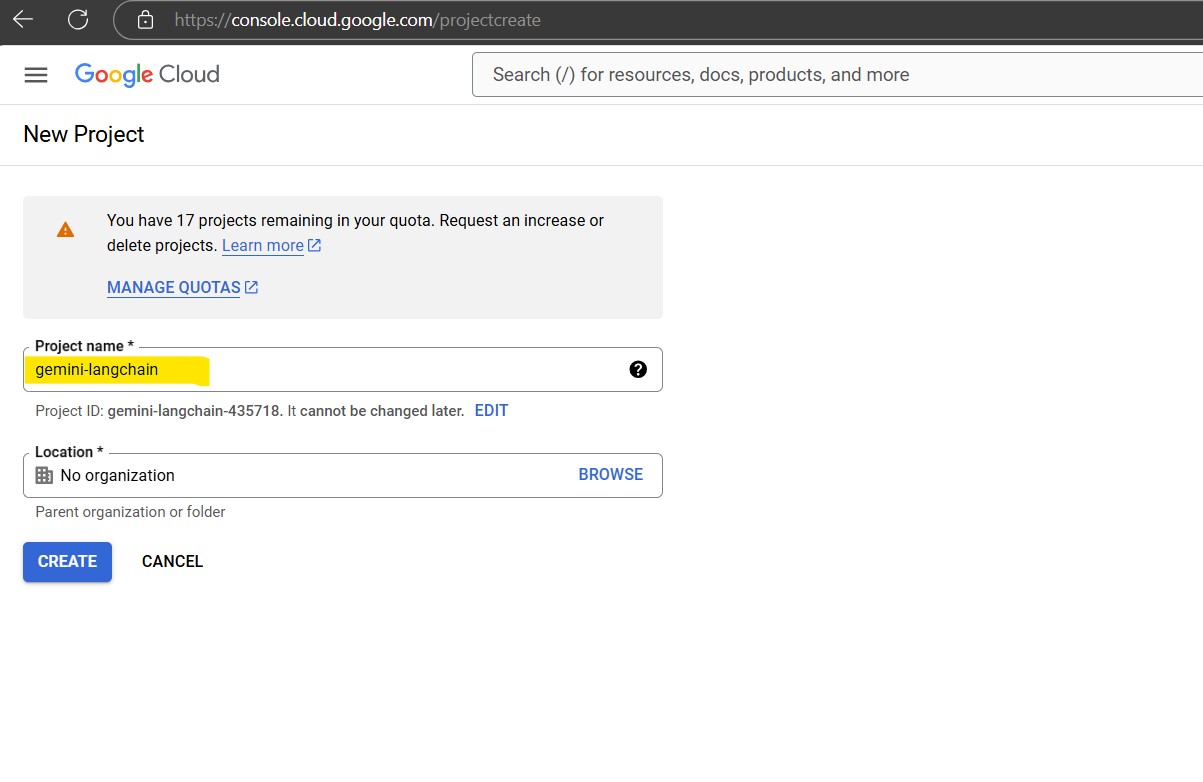 https://console.cloud.google.com/projectcreate
Google Cloud
Search (/) for resources, docs, products, and more
New Project
You have 17 projects remaining in your quota. Request an increase or
delete projects. Learn more
MANAGE QUOTAS
Project name *
gemini-langchain
Project ID: gemini-langchain-435718. It cannot be changed later. EDIT
Location *
No organization BROWSE
Parent organization or folder
CREATE CANCEL